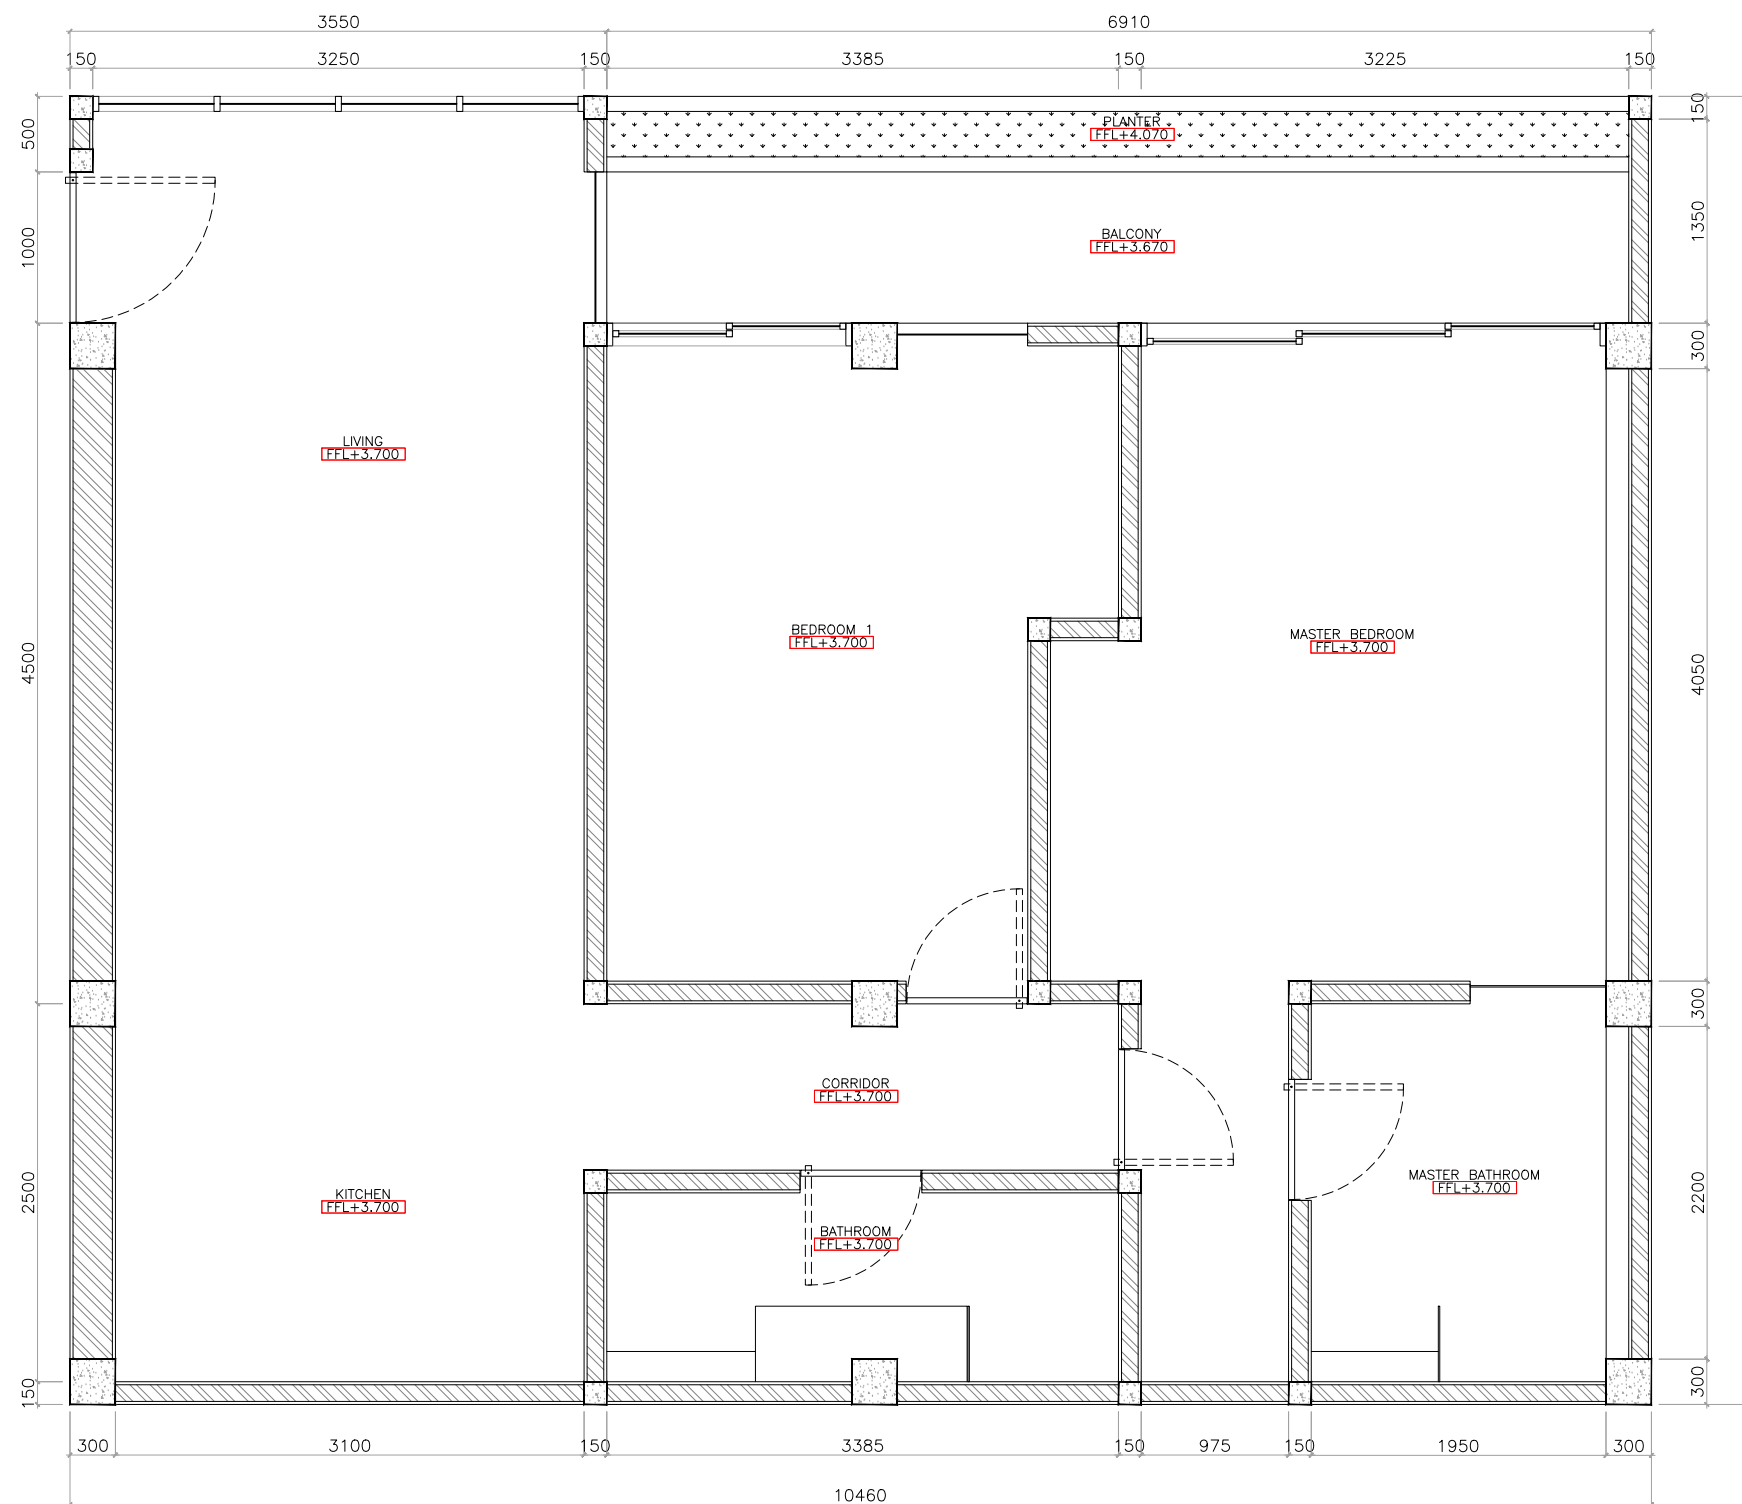 3550 6910
150 3250 150 3385 150 3225 150
150
500
PLANTER
FFL+4.070
1000
1350
BALCONY
FFL+3.670
300
LIVING
FFL+3.700
BEDROOM 1
FFL+3.700
MASTER BEDROOM
FFL+3.700
4500
4050
300
CORRIDOR
FFL+3.700
MASTER BATHROOM
FFL+3.700
2500
2200
KITCHEN
FFL+3.700
BATHROOM
FFL+3.700
150
300
300 3100 150 3385 150 975 150 1950 300
10460